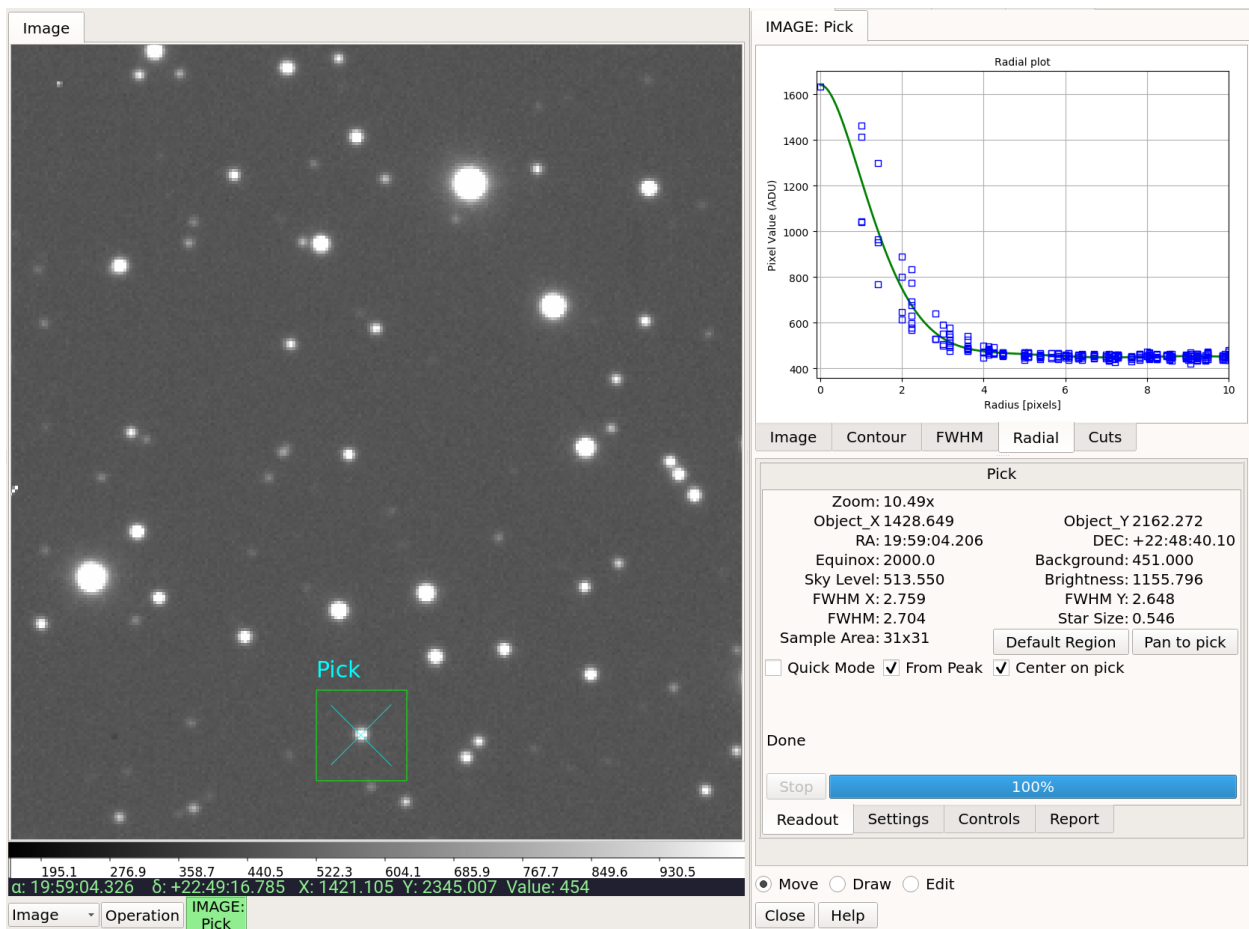 Image
Pick
195.1 276.9 358.7 440.5 522.3 604.1 685.9 767.7 849.6 930.5
α: 19:59:04.326 δ: +22:49:16.785 X: 1421.105 Y: 2345.007 Value: 454
Image Operation IMAGE:
Pick
IMAGE: Pick
Radial plot
Pixel Value (ADU)
1600
1400
1200
1000
800
600
400
0 2 4 6 8 10
Radius [pixels]
Image Contour FWHM Radial Cuts
Pick
Zoom: 10.49x
Object_X 1428.649 Object_Y 2162.272
RA: 19:59:04.206 DEC: +22:48:40.10
Equinox: 2000.0 Background: 451.000
Sky Level: 513.550 Brightness: 1155.796
FWHM X: 2.759 FWHM Y: 2.648
FWHM: 2.704 Star Size: 0.546
Sample Area: 31x31 Default Region Pan to pick
Quick Mode From Peak Center on pick
Done
Stop 100%
Readout Settings Controls Report
Move Draw Edit
Close Help